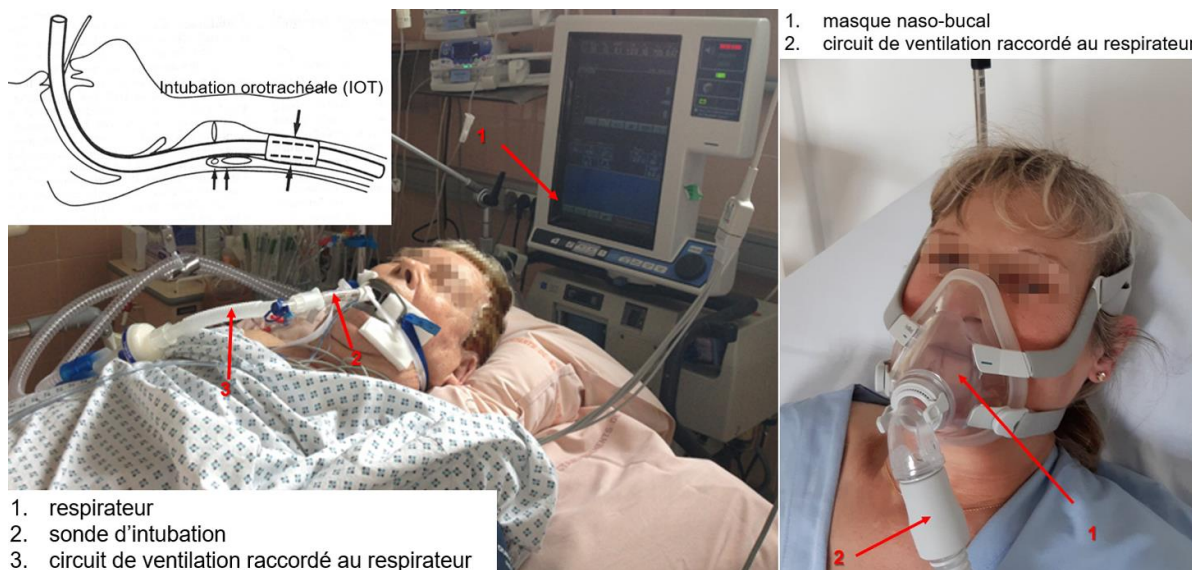 Intubation orotrachéale (IOT)
1
2
3
1. respirateur
2. sonde d'intubation
3. circuit de ventilation raccordé au respirateur
1. masque naso-bucal
2. circuit de ventilation raccordé au respirateur
1
2